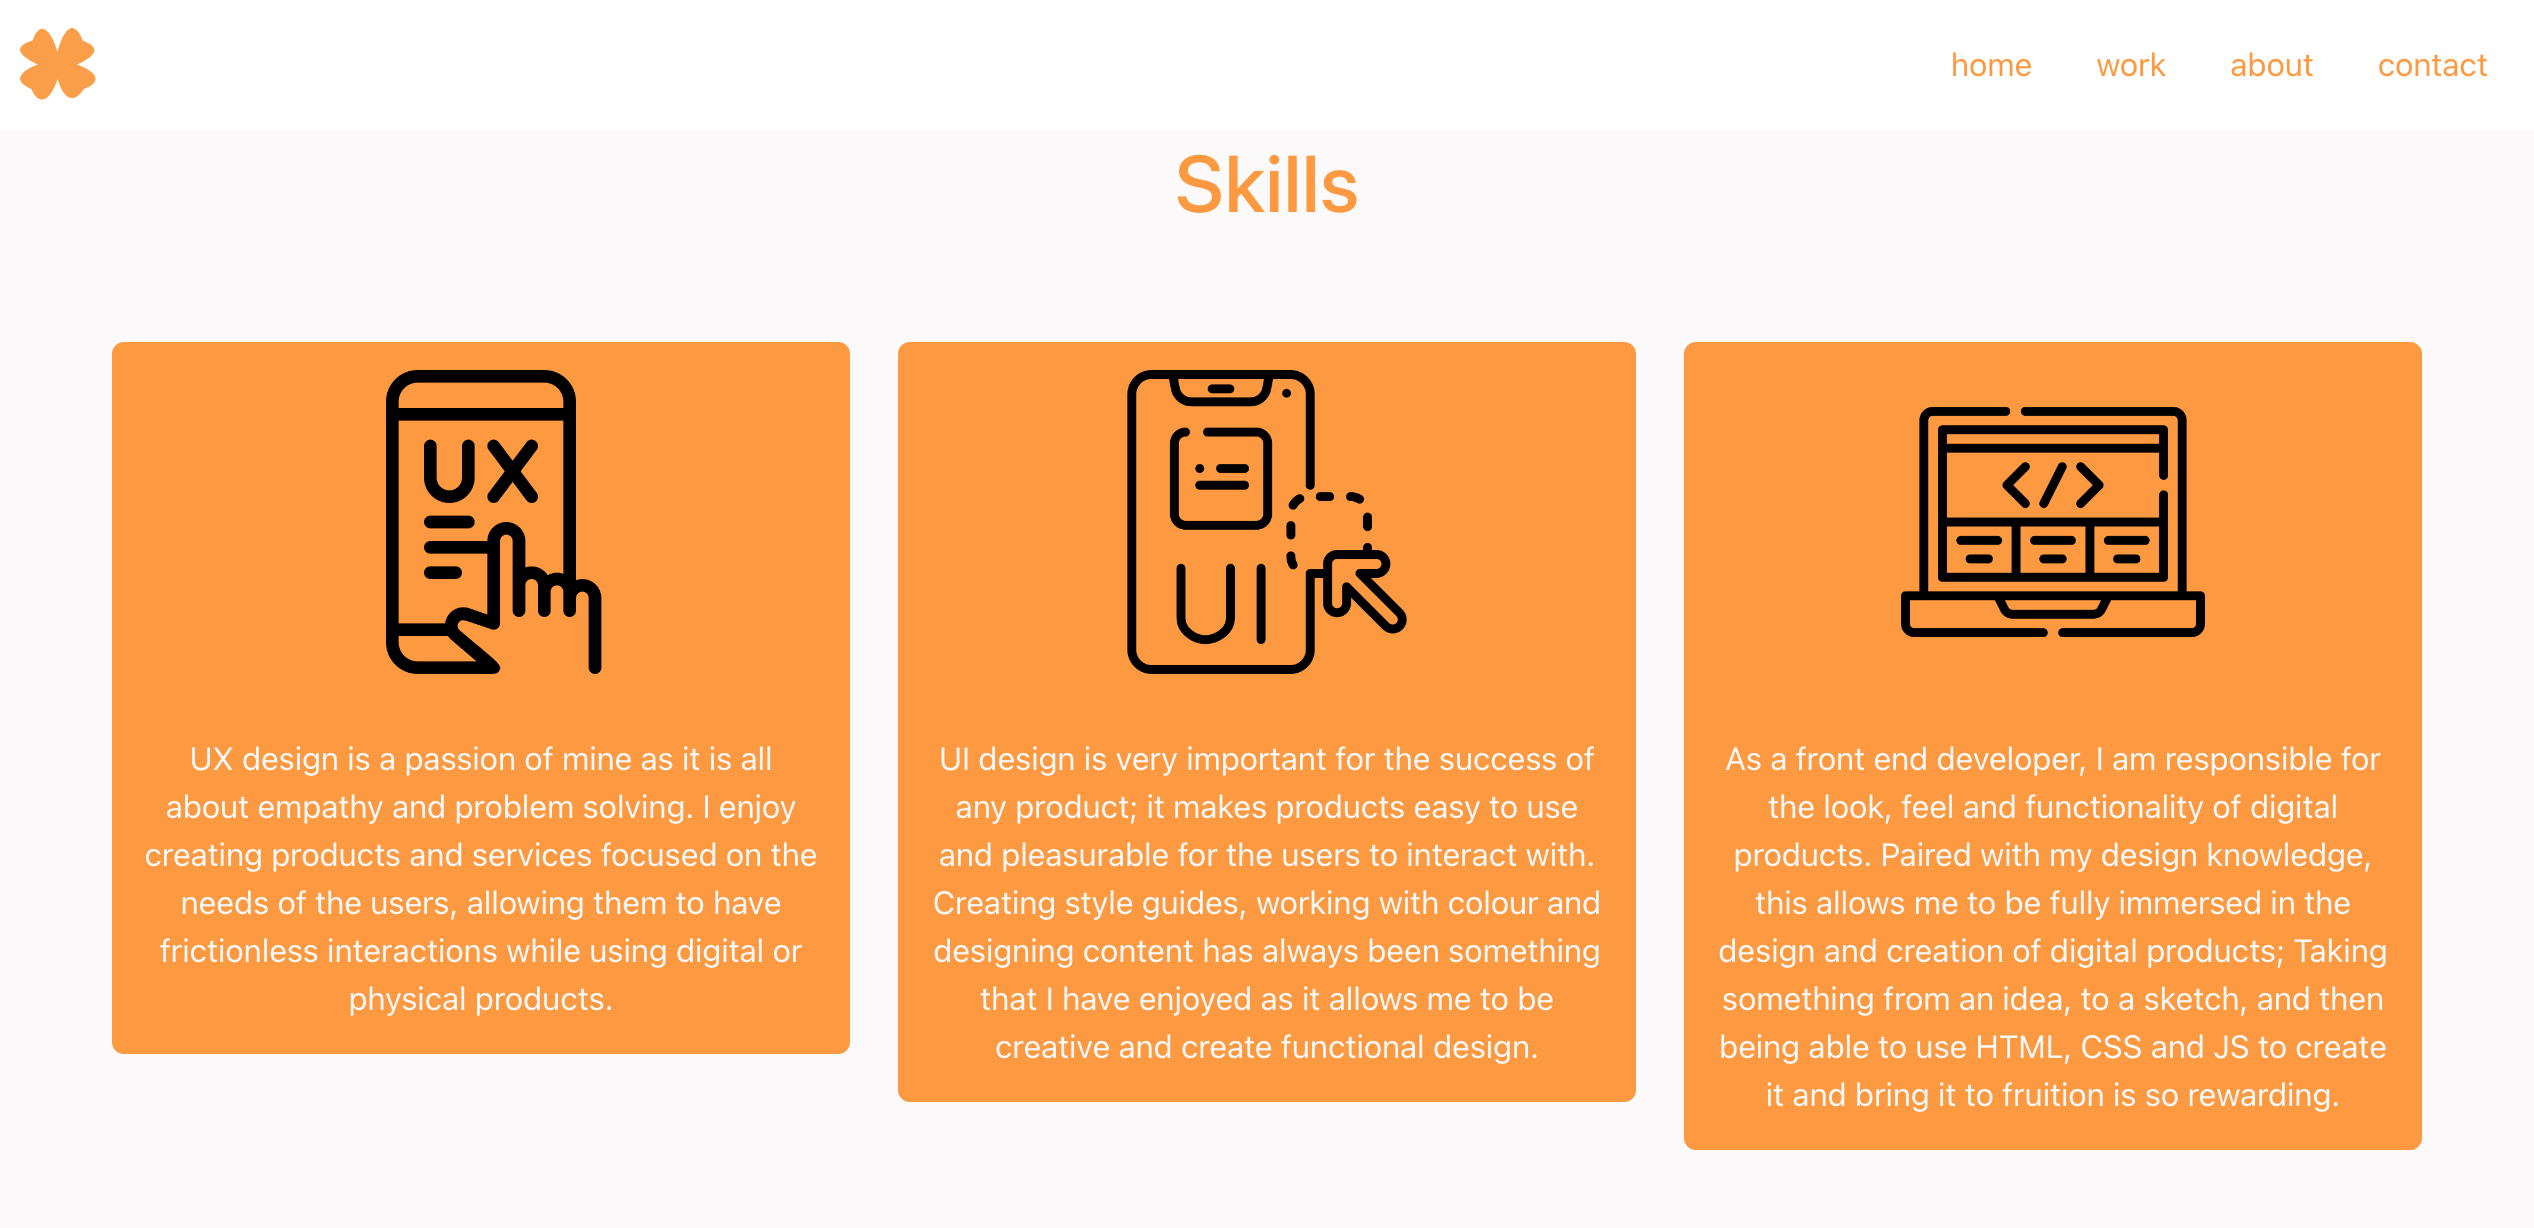 home work about contact
Skills
UX
UX design is a passion of mine as it is all
about empathy and problem solving. I enjoy
creating products and services focused on the
needs of the users, allowing them to have
frictionless interactions while using digital or
physical products.
UI
UI design is very important for the success of
any product; it makes products easy to use
and pleasurable for the users to interact with.
Creating style guides, working with colour and
designing content has always been something
that I have enjoyed as it allows me to be
creative and create functional design.
</>
As a front end developer, I am responsible for
the look, feel and functionality of digital
products. Paired with my design knowledge,
this allows me to be fully immersed in the
design and creation of digital products; Taking
something from an idea, to a sketch, and then
being able to use HTML, CSS and JS to create
it and bring it to fruition is so rewarding.